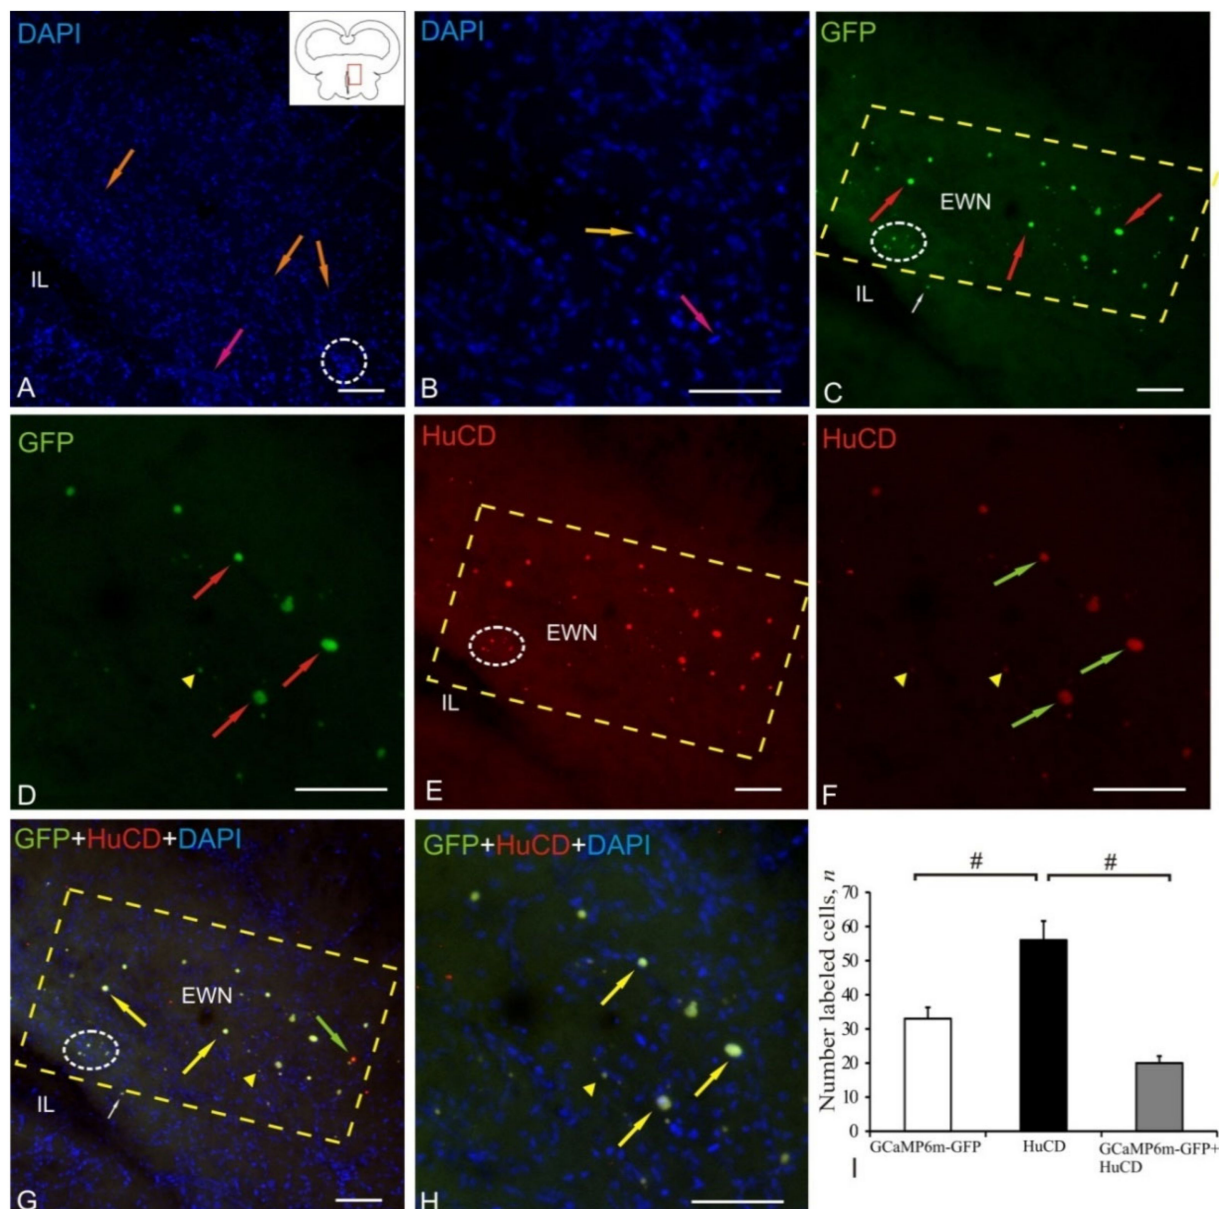 DAPI
IL
A
DAPI
B
GFP
EWN
IL
C
GFP
D
HuCD
EWN
IL
E
HuCD
F
GFP+HuCD+DAPI
EWN
IL
G
GFP+HuCD+DAPI
H
# #
Number labeled cells, n
70
60
50
40
30
20
10
0
GCaMP6m-GFP HuCD GCaMP6m-GFP+
HuCD
I